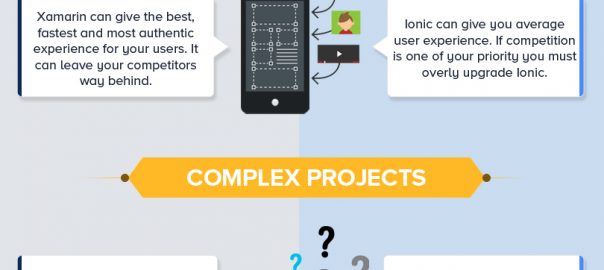 Xamarin can give the best,
fastest and most authentic
experience for your users. It
can leave your competitors
way behind.
Ionic can give you average
user experience. If competition
is one of your priority you must
overly upgrade Ionic.
COMPLEX PROJECTS
? ? ?